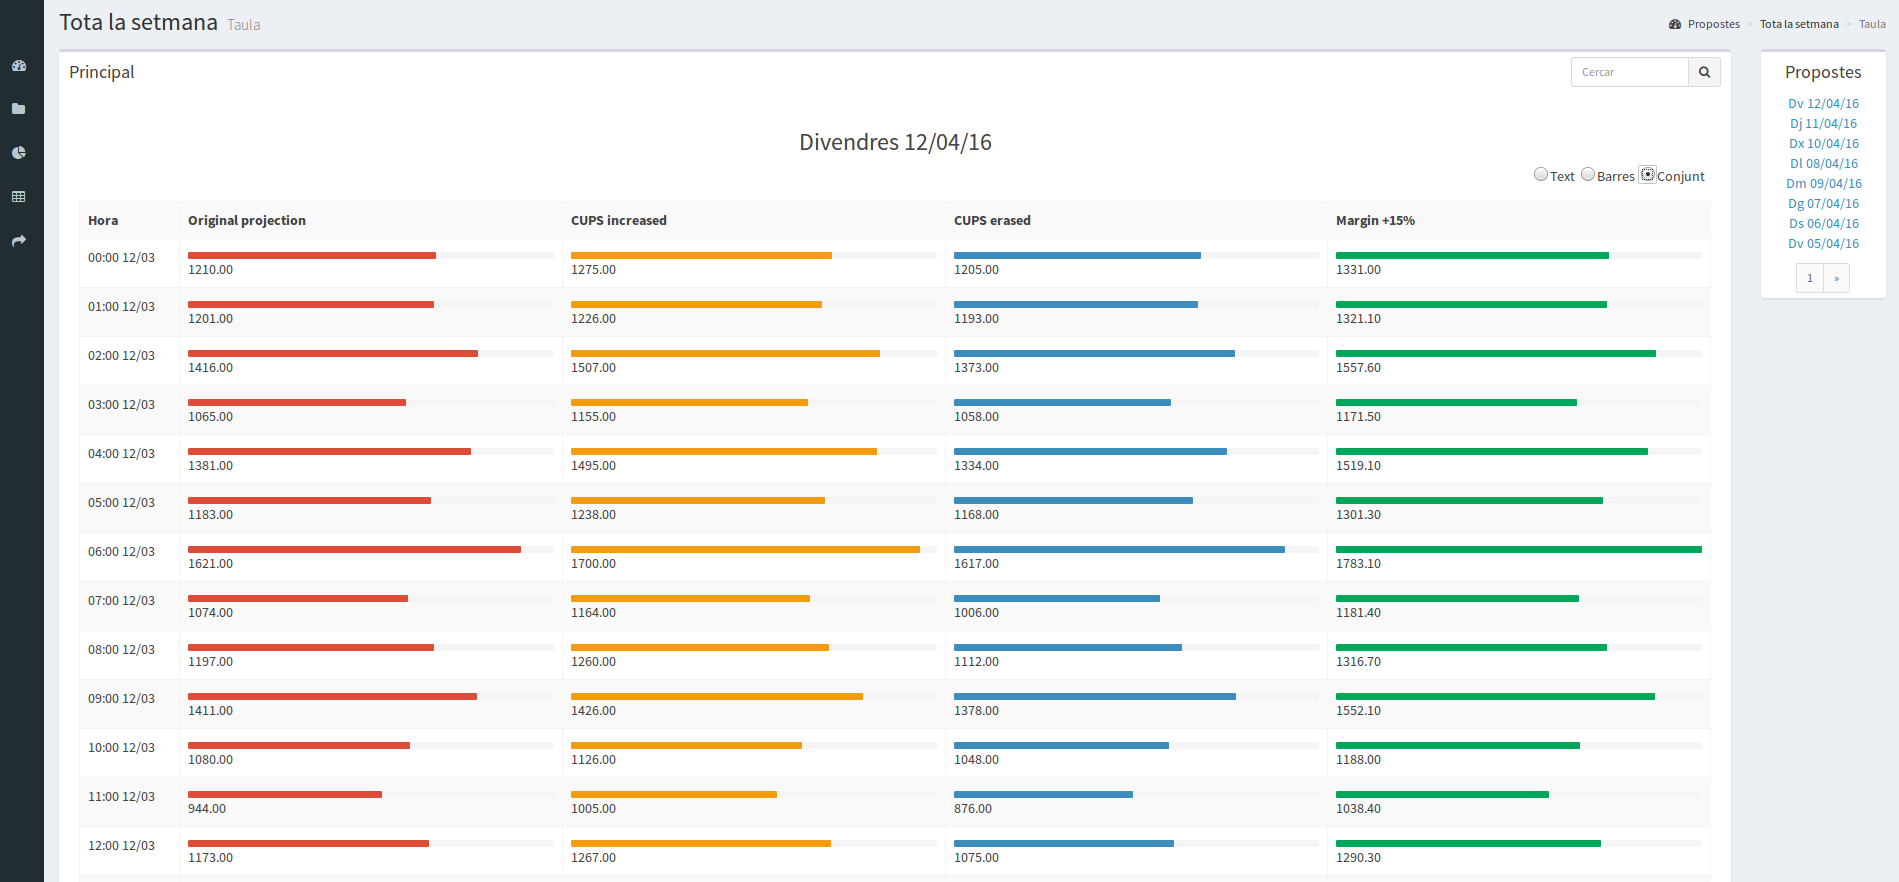 Tota la setmana Taula
Propostes > Tota la setmana > Taula
Principal
Cercar
Divendres 12/04/16
Text Barres Conjunt
Hora Original projection CUPS increased CUPS erased Margin +15%
00:00 12/03 1210.00 1275.00 1205.00 1331.00
01:00 12/03 1201.00 1226.00 1193.00 1321.10
02:00 12/03 1416.00 1507.00 1373.00 1557.60
03:00 12/03 1065.00 1155.00 1058.00 1171.50
04:00 12/03 1381.00 1495.00 1334.00 1519.10
05:00 12/03 1183.00 1238.00 1168.00 1301.30
06:00 12/03 1621.00 1700.00 1617.00 1783.10
07:00 12/03 1074.00 1164.00 1006.00 1181.40
08:00 12/03 1197.00 1260.00 1112.00 1316.70
09:00 12/03 1411.00 1426.00 1378.00 1552.10
10:00 12/03 1080.00 1126.00 1048.00 1188.00
11:00 12/03 944.00 1005.00 876.00 1038.40
12:00 12/03 1173.00 1267.00 1075.00 1290.30
Propostes
Dv 12/04/16
Dj 11/04/16
Dx 10/04/16
Dl 08/04/16
Dm 09/04/16
Dg 07/04/16
Ds 06/04/16
Dv 05/04/16
1 »